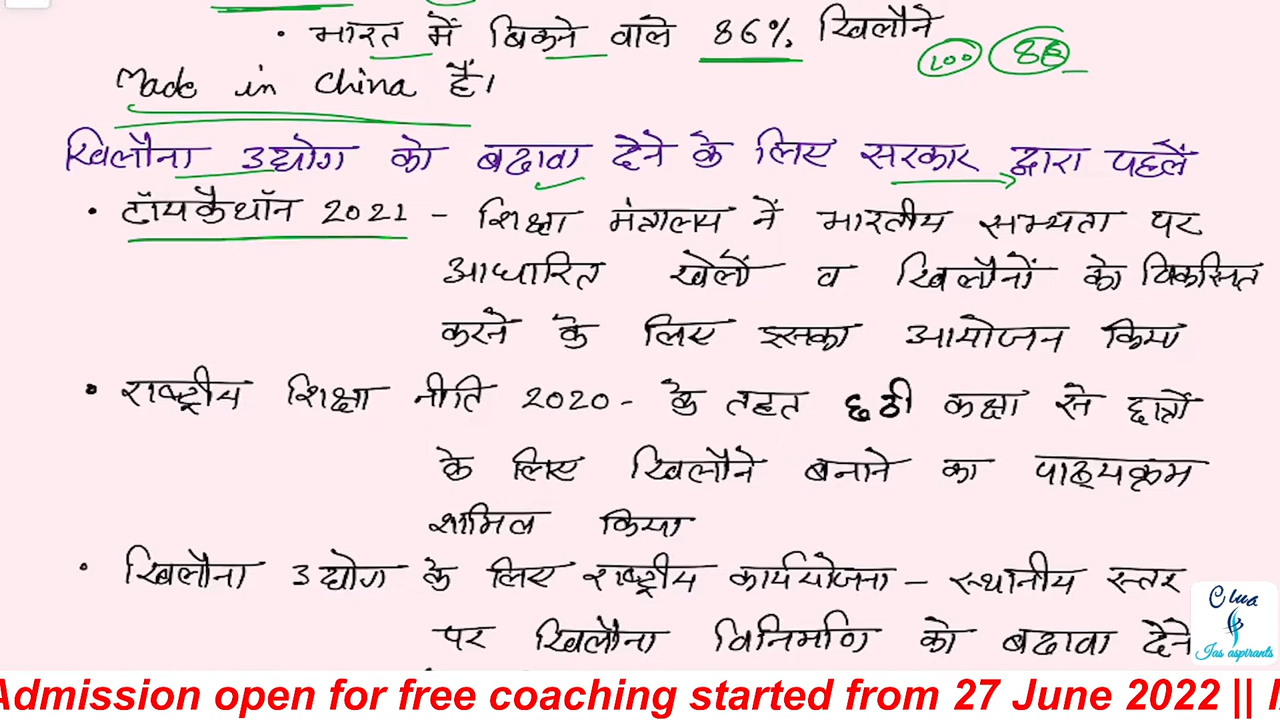 • भारत में बिकने वाले 86% खिलौने
100 86
Made in China हैं।
खिलौना उद्योग को बढावा देने के लिए सरकार द्वारा पहलें
• टॉयकैथॉन 2021 - शिक्षा मंत्रालय नें भारतीय सभ्यता पर
आधारित खेलों व खिलौनों को विकसित
करने के लिए इसका आयोजन किया
• राष्ट्रीय शिक्षा नीति 2020 - के तहत 6 ठी कक्षा से छात्रों
के लिए खिलौने बनाने का पाठ्यक्रम
शामिल किया
• खिलौना उद्योग के लिए राष्ट्रीय कार्ययोजना - स्थानीय स्तर
पर खिलौना विनिर्माण को बढावा देने
Ias aspirants
Admission open for free coaching started from 27 June 2022 ||